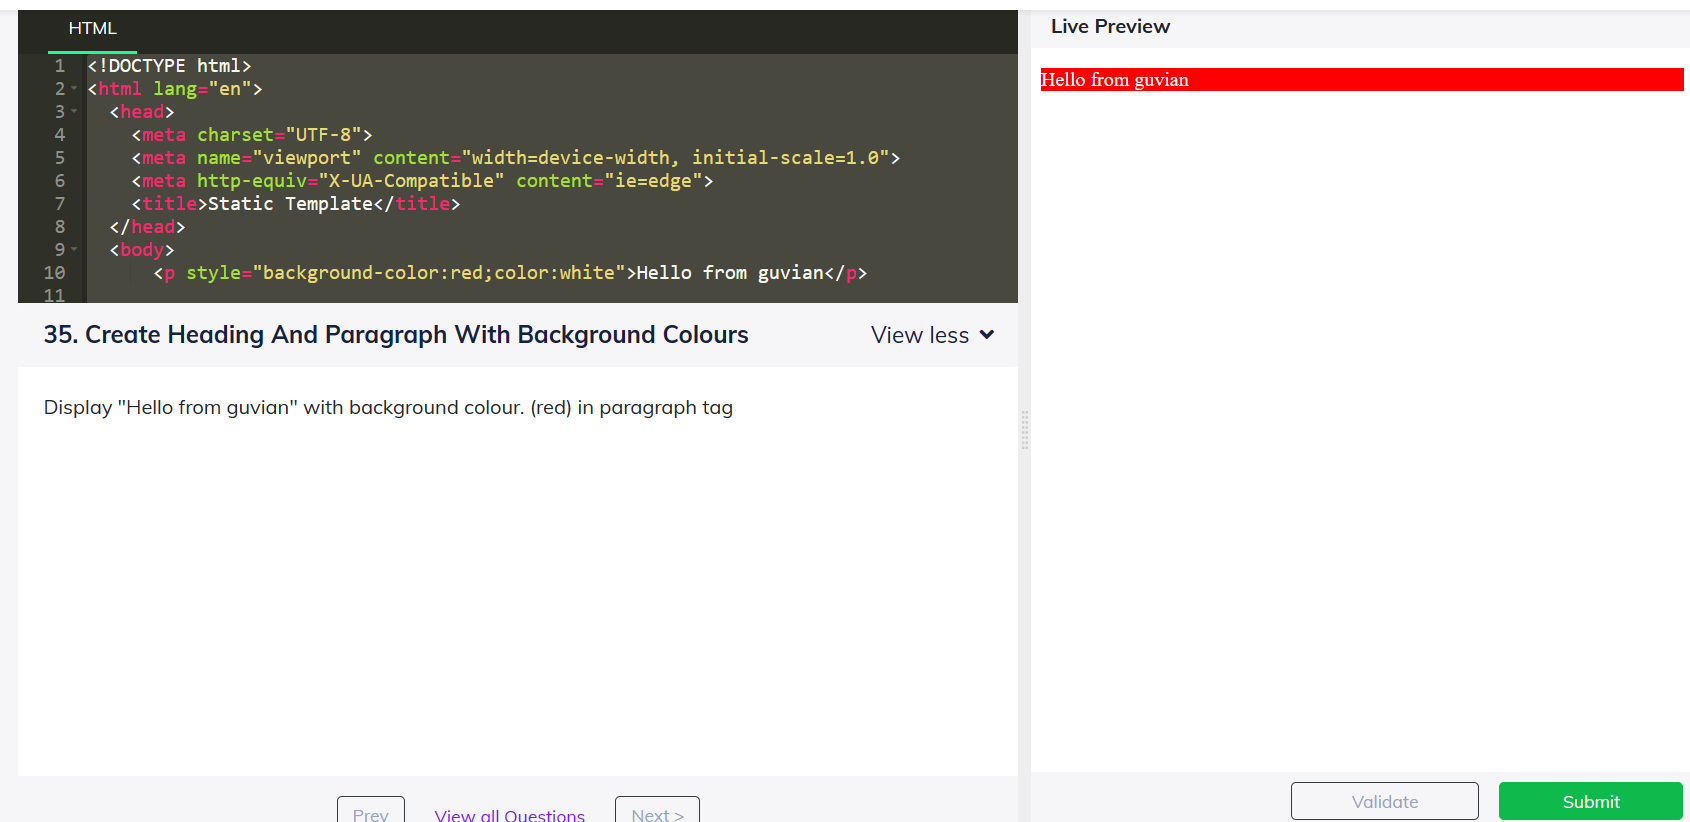 HTML
Live Preview
1 <!DOCTYPE html>
2 <html lang="en">
3 <head>
4 <meta charset="UTF-8">
5 <meta name="viewport" content="width=device-width, initial-scale=1.0">
6 <meta http-equiv="X-UA-Compatible" content="ie=edge">
7 <title>Static Template</title>
8 </head>
9 <body>
10 <p style="background-color:red;color:white">Hello from guvian</p>
11
Hello from guvian
35. Create Heading And Paragraph With Background Colours
View less
Display "Hello from guvian" with background colour. (red) in paragraph tag
Prev
View all Questions
Next >
Validate
Submit